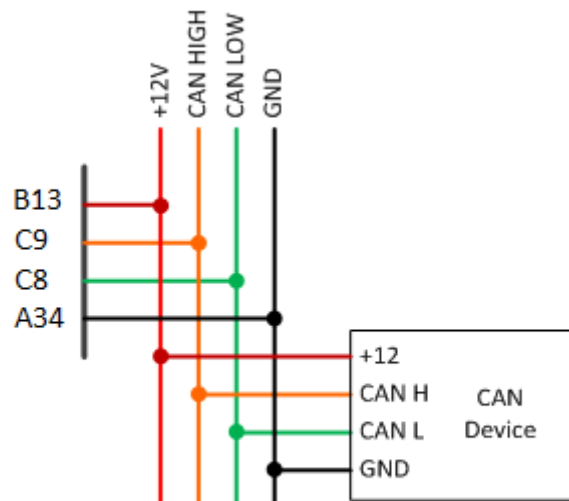 +12V
CAN HIGH
CAN LOW
GND
B13
C9
C8
A34
+12
CAN H
CAN L
GND
CAN
Device